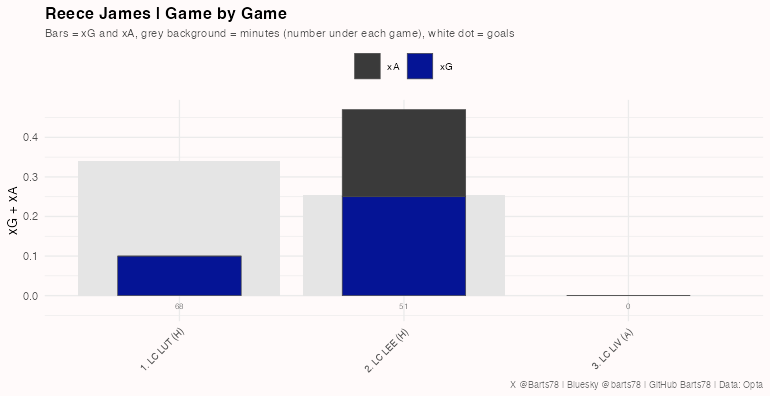 Reece James | Game by Game
Bars = xG and xA, grey background = minutes (number under each game), white dot = goals
xA xG
xG + xA
0.4
0.3
0.2
0.1
0.0
68 51 0
1. LC LUT (H)
2. LC LEE (H)
3. LC LIV (A)
X @Barts78 | Bluesky @barts78 | GitHub Barts78 | Data: Opta